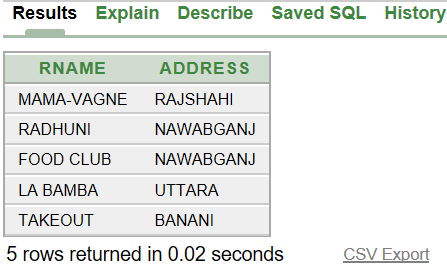 Results Explain Describe Saved SQL History
RNAME ADDRESS
MAMA-VAGNE RAJSHAHI
RADHUNI NAWABGANJ
FOOD CLUB NAWABGANJ
LA BAMBA UTTARA
TAKEOUT BANANI
5 rows returned in 0.02 seconds CSV Export